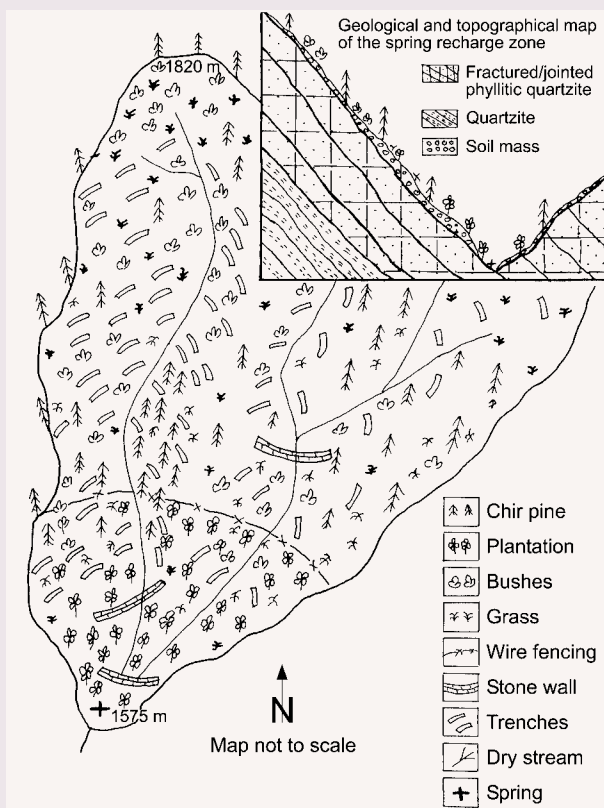 Geological and topographical map
of the spring recharge zone
Fractured/jointed
phyllitic quartzite
Quartzite
Soil mass
1820 m
Chir pine
Plantation
Bushes
Grass
Wire fencing
Stone wall
Trenches
Dry stream
Spring
1575 m
N
Map not to scale